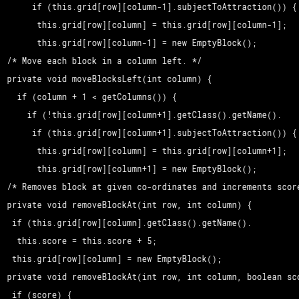 if (this.grid[row][column-1].subjectToAttraction()) {
this.grid[row][column] = this.grid[row][column-1];
this.grid[row][column-1] = new EmptyBlock();
/* Move each block in a column left. */
private void moveBlocksLeft(int column) {
if (column + 1 < getColumns()) {
if (!this.grid[row][column+1].getClass().getName().
if (this.grid[row][column+1].subjectToAttraction()) {
this.grid[row][column] = this.grid[row][column+1];
this.grid[row][column+1] = new EmptyBlock();
/* Removes block at given co-ordinates and increments score
private void removeBlockAt(int row, int column) {
if (this.grid[row][column].getClass().getName().
this.score = this.score + 5;
this.grid[row][column] = new EmptyBlock();
private void removeBlockAt(int row, int column, boolean sco
if (score) {